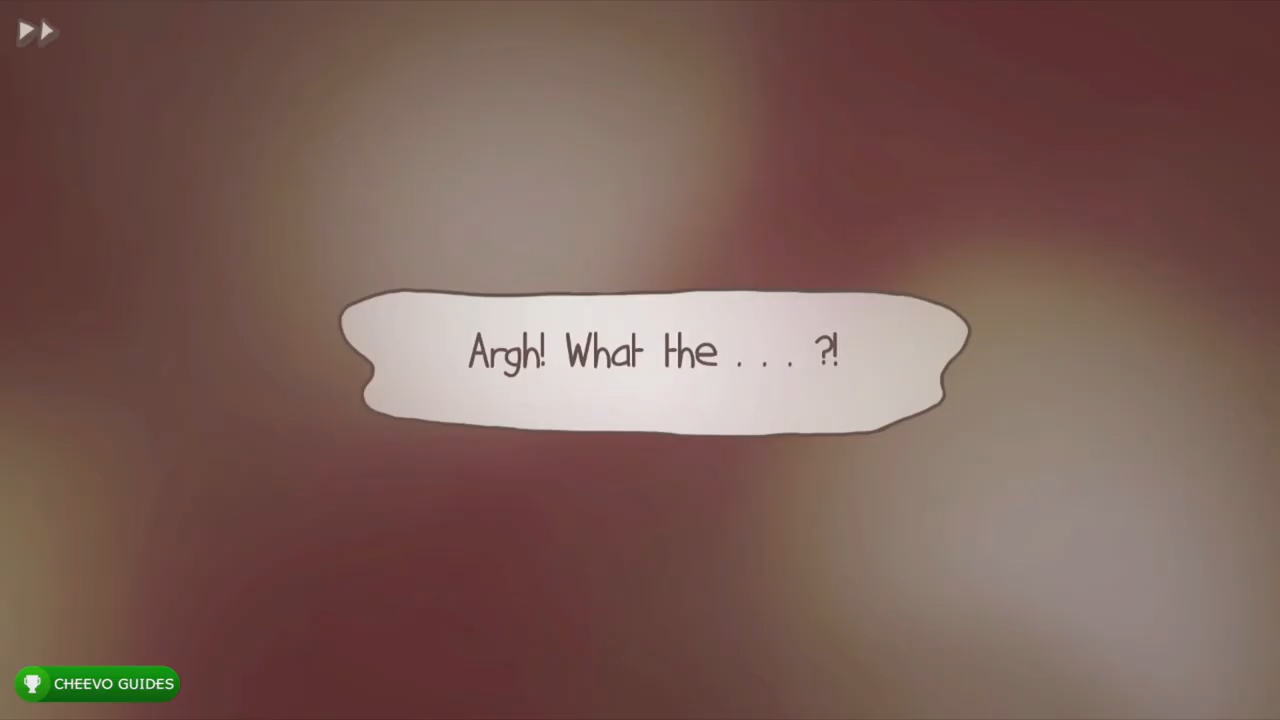 Argh! What the . . . ?!
CHEEVO GUIDES